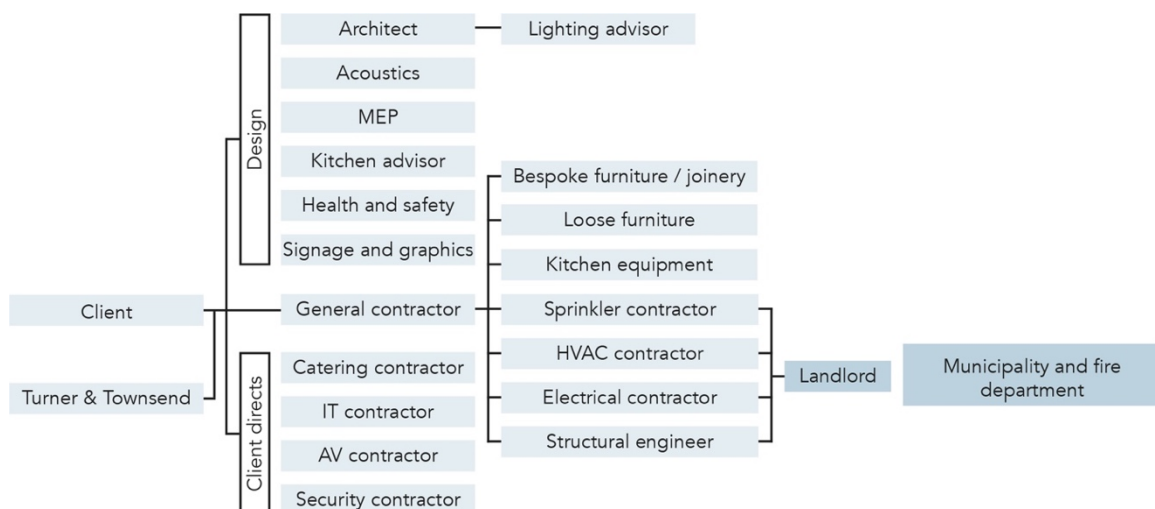 Architect
Lighting advisor
Acoustics
MEP
Kitchen advisor
Health and safety
Signage and graphics
Design
Bespoke furniture / joinery
Loose furniture
Kitchen equipment
Client
General contractor
Sprinkler contractor
HVAC contractor
Electrical contractor
Structural engineer
Landlord
Municipality and fire
department
Turner & Townsend
Client directs
Catering contractor
IT contractor
AV contractor
Security contractor